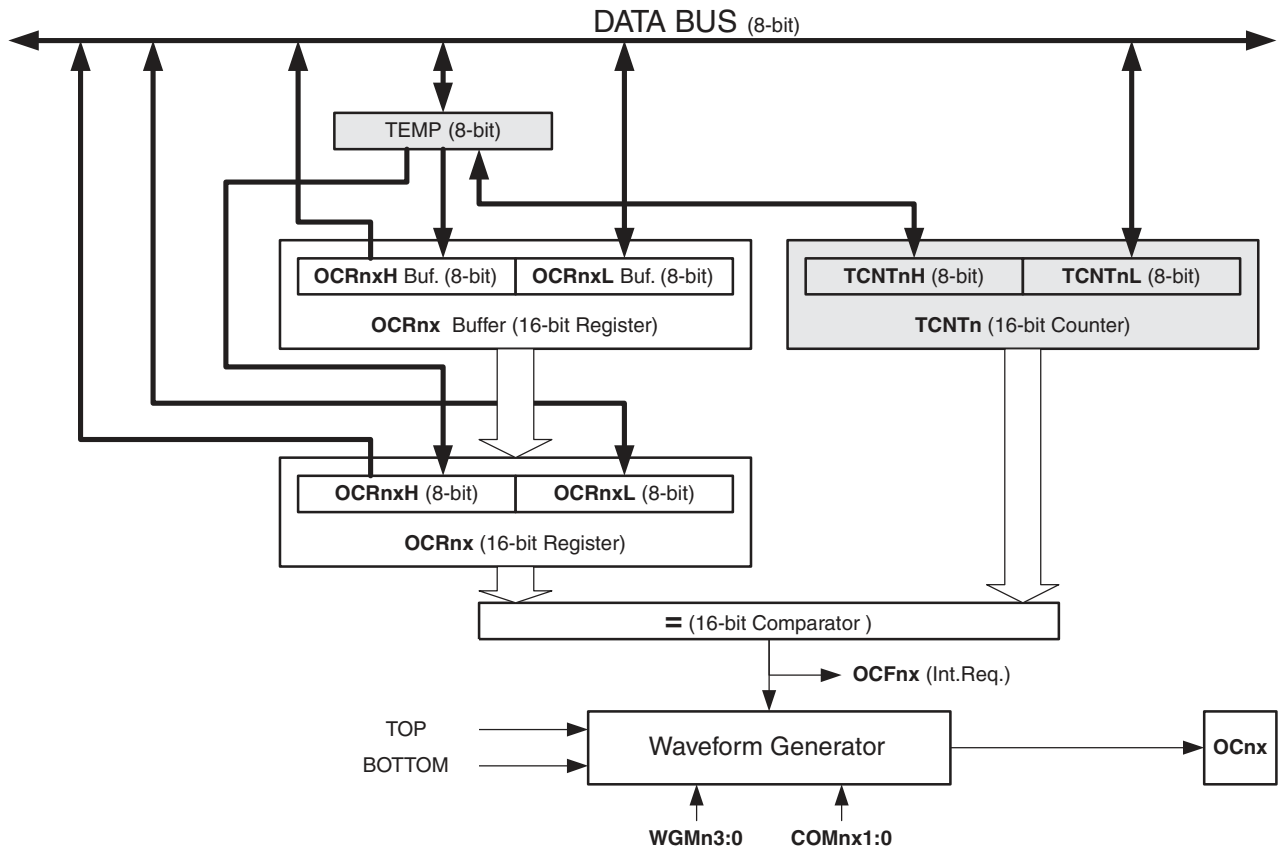 DATA BUS (8-bit)
TEMP (8-bit)
OCRnxH Buf. (8-bit)
OCRnxL Buf. (8-bit)
OCRnx Buffer (16-bit Register)
TCNTnH (8-bit)
TCNTnL (8-bit)
TCNTn (16-bit Counter)
OCRnxH (8-bit)
OCRnxL (8-bit)
OCRnx (16-bit Register)
= (16-bit Comparator )
OCFnx (Int.Req.)
TOP
BOTTOM
Waveform Generator
OCnx
WGMn3:0
COMnx1:0